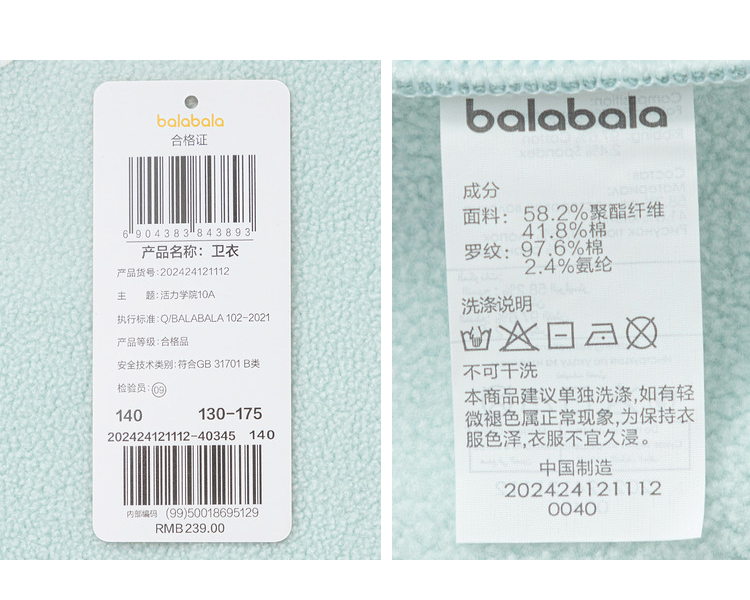 balabala
合格证
6 904383 843893
产品名称：卫衣
产品货号：202424121112
主 题：活力学院10A
执行标准：Q/BALABALA 102-2021
产品等级：合格品
安全技术类别：符合GB 31701 B类
检验员：09
140 130-175
202424121112-40345 140
内部编码 (99)50018695129
RMB239.00
balabala
成分
面料： 58.2%聚酯纤维
41.8%棉
罗纹： 97.6%棉
2.4%氨纶
洗涤说明
不可干洗
本商品建议单独洗涤,如有轻
微褪色属正常现象,为保持衣
服色泽,衣服不宜久浸。
中国制造
202424121112
0040